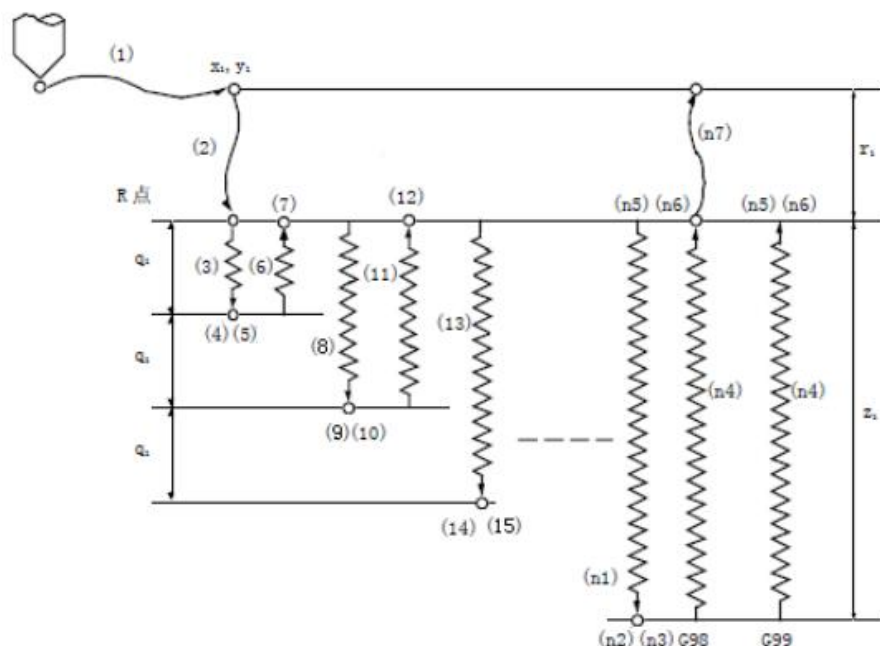 (1)
x₁, y₁
(2)
(n7)
r₁
R 点
(7)
(12)
(n5) (n6)
(n5) (n6)
q₁
(3)
(6)
(11)
(4) (5)
(8)
(13)
q₁
(n4)
(n4)
z₁
(9) (10)
q₁
(14) (15)
(n1)
(n2) (n3) G98
G99